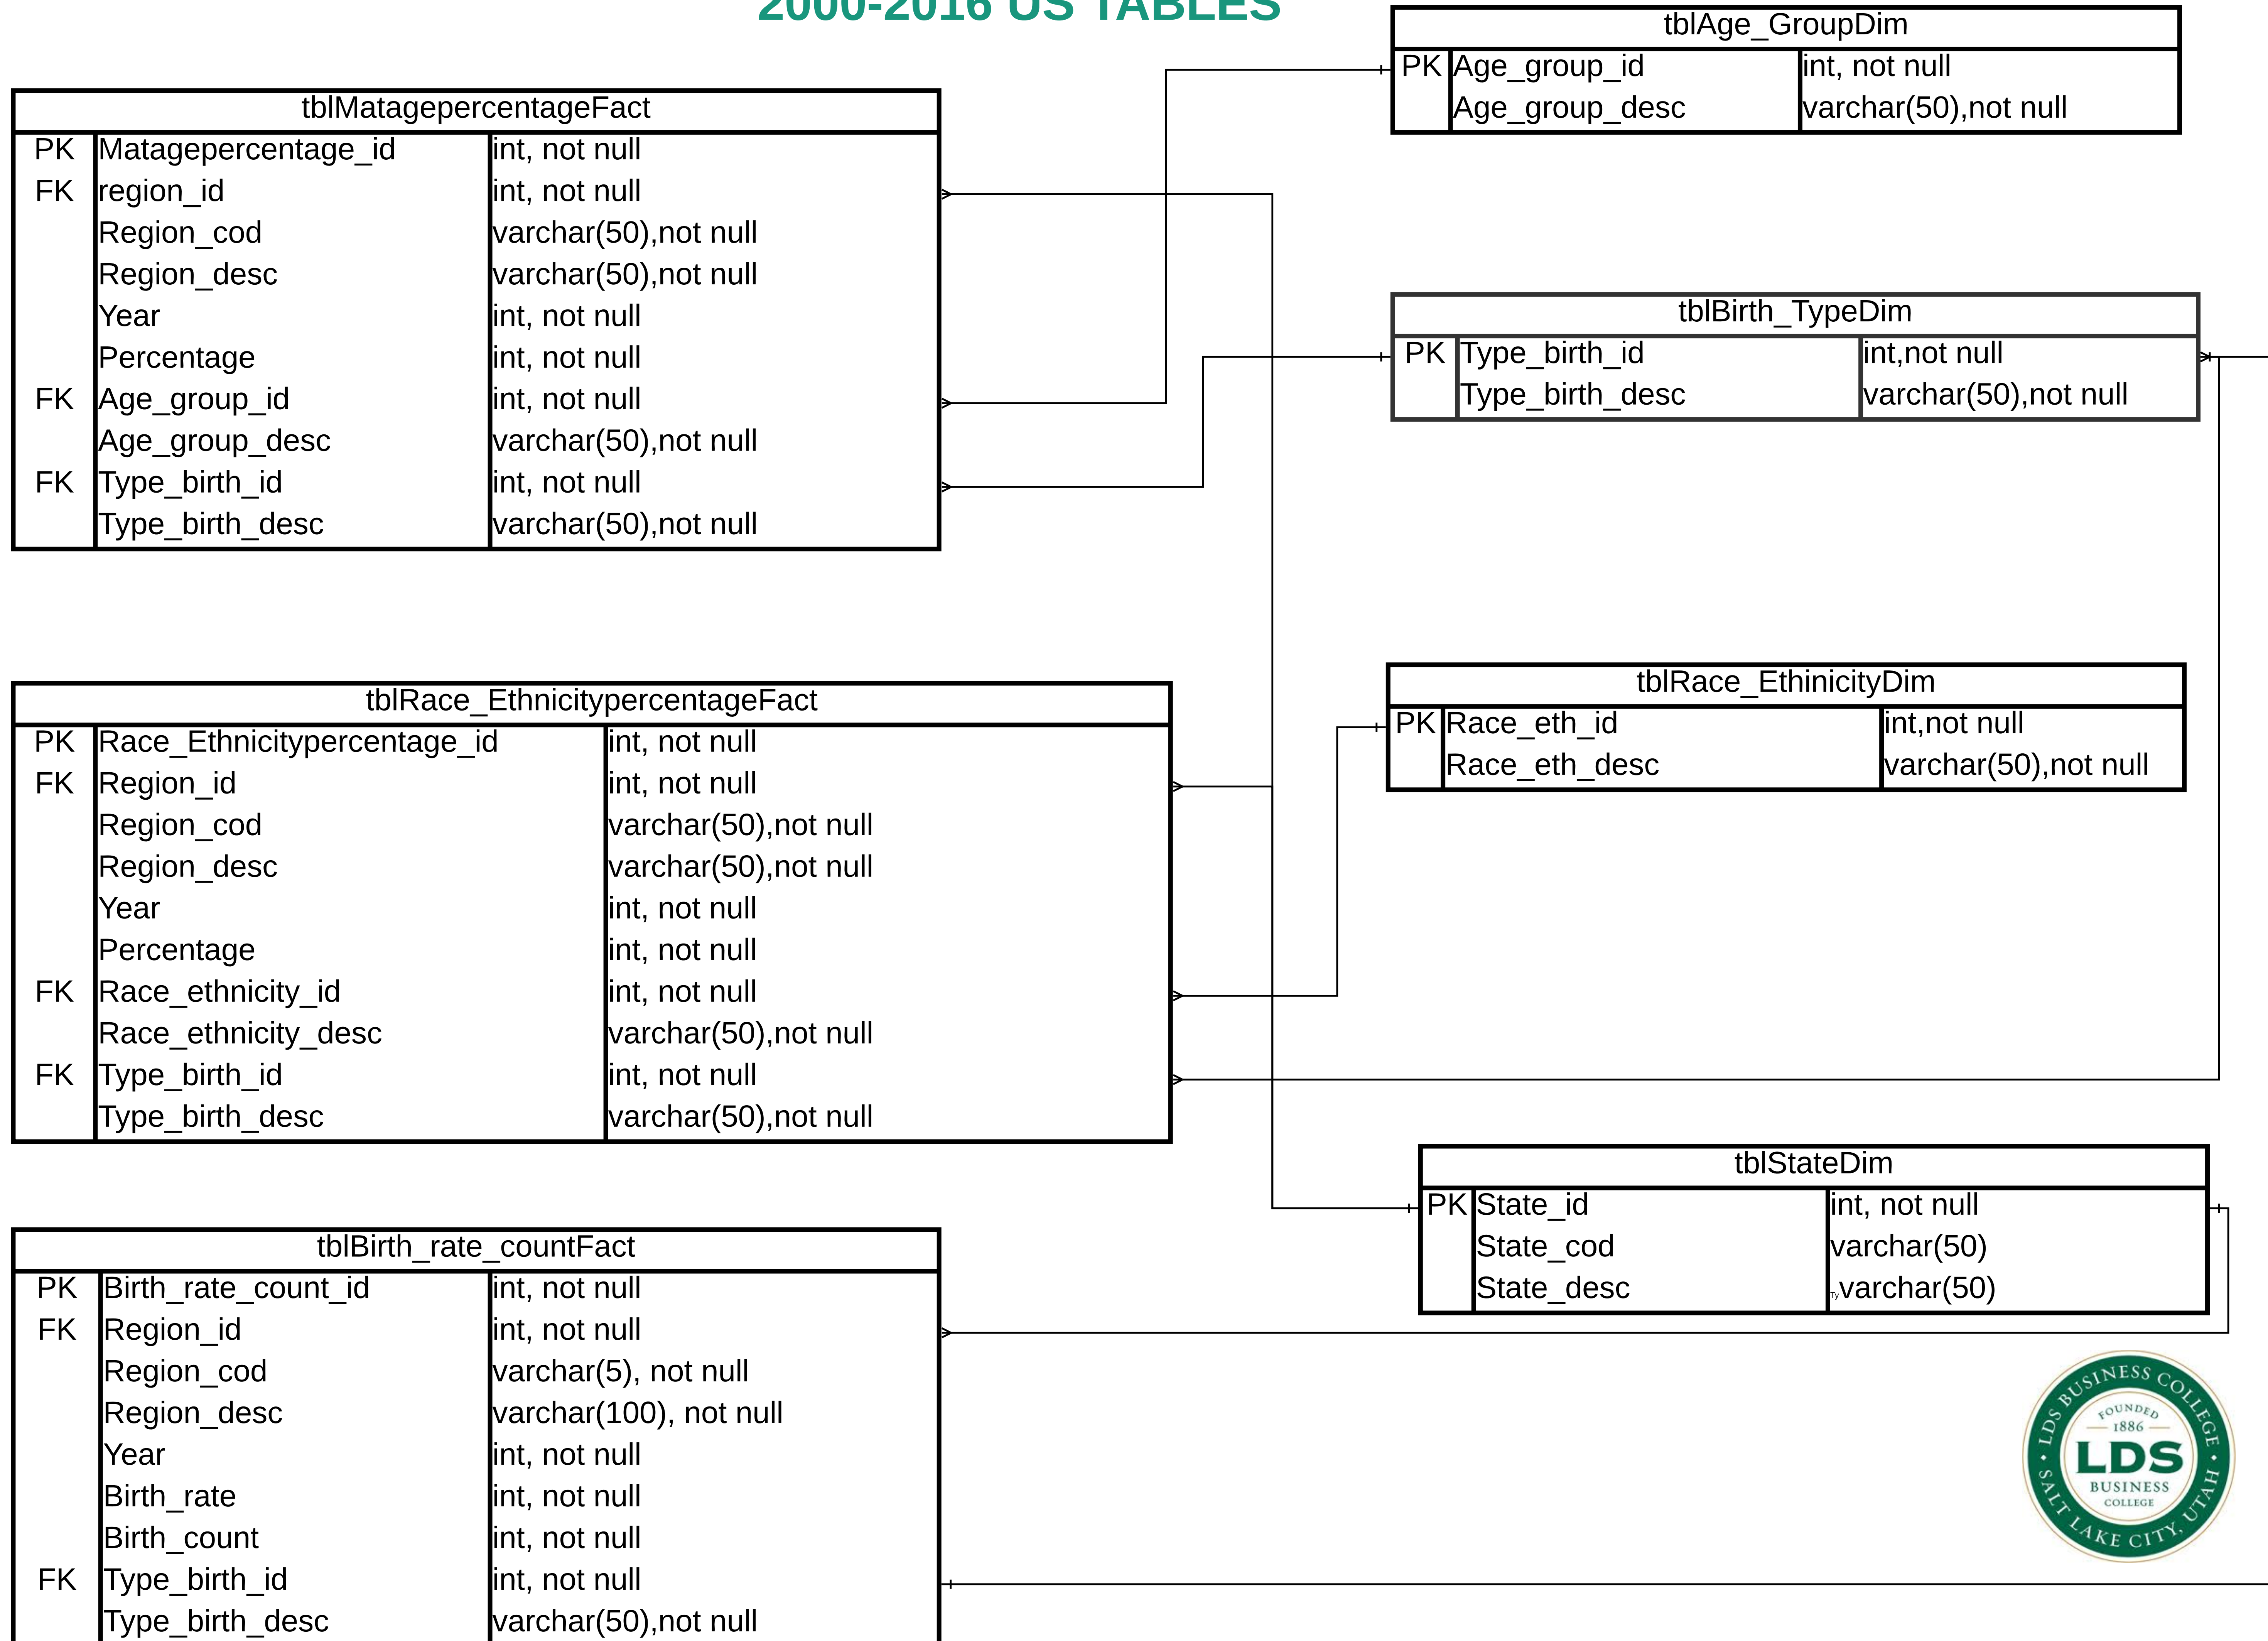 2000-2016 US TABLES
tblAge_GroupDim
PK Age_group_id int, not null
Age_group_desc varchar(50),not null
tblMatagepercentageFact
PK Matagepercentage_id int, not null
FK region_id int, not null
Region_cod varchar(50),not null
Region_desc varchar(50),not null
Year int, not null
Percentage int, not null
FK Age_group_id int, not null
Age_group_desc varchar(50),not null
FK Type_birth_id int, not null
Type_birth_desc varchar(50),not null
tblBirth_TypeDim
PK Type_birth_id int,not null
Type_birth_desc varchar(50),not null
tblRace_EthnicitypercentageFact
PK Race_Ethnicitypercentage_id int, not null
FK Region_id int, not null
Region_cod varchar(50),not null
Region_desc varchar(50),not null
Year int, not null
Percentage int, not null
FK Race_ethnicity_id int, not null
Race_ethnicity_desc varchar(50),not null
FK Type_birth_id int, not null
Type_birth_desc varchar(50),not null
tblRace_EthinicityDim
PK Race_eth_id int,not null
Race_eth_desc varchar(50),not null
tblStateDim
PK State_id int, not null
State_cod varchar(50)
State_desc Ty varchar(50)
tblBirth_rate_countFact
PK Birth_rate_count_id int, not null
FK Region_id int, not null
Region_cod varchar(5), not null
Region_desc varchar(100), not null
Year int, not null
Birth_rate int, not null
Birth_count int, not null
FK Type_birth_id int, not null
Type_birth_desc varchar(50),not null
LDS BUSINESS COLLEGE
FOUNDED
1886
LDS
BUSINESS
COLLEGE
SALT LAKE CITY, UTAH